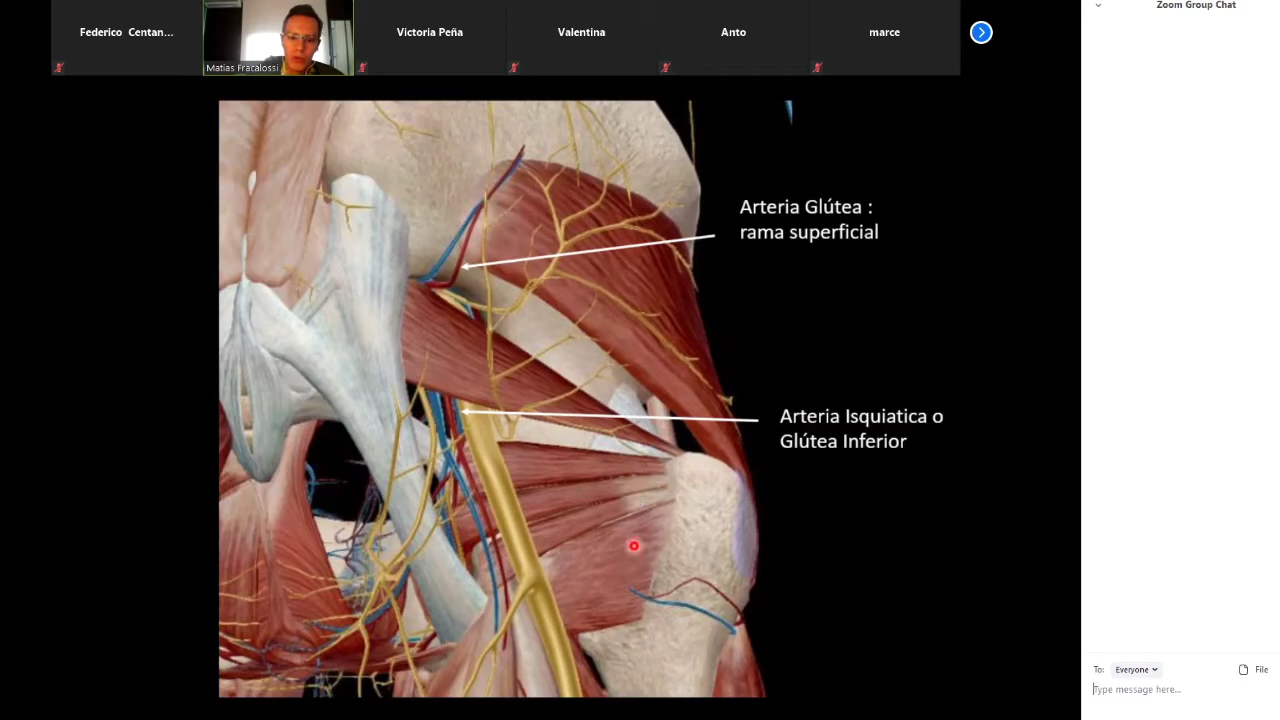 Zoom Group Chat
Federico Centan...
Victoria Peña
Valentina
Anto
marce
Matias Fracalossi
Arteria Glútea :
rama superficial
Arteria Isquiatica o
Glútea Inferior
To: Everyone
File
Type message here...